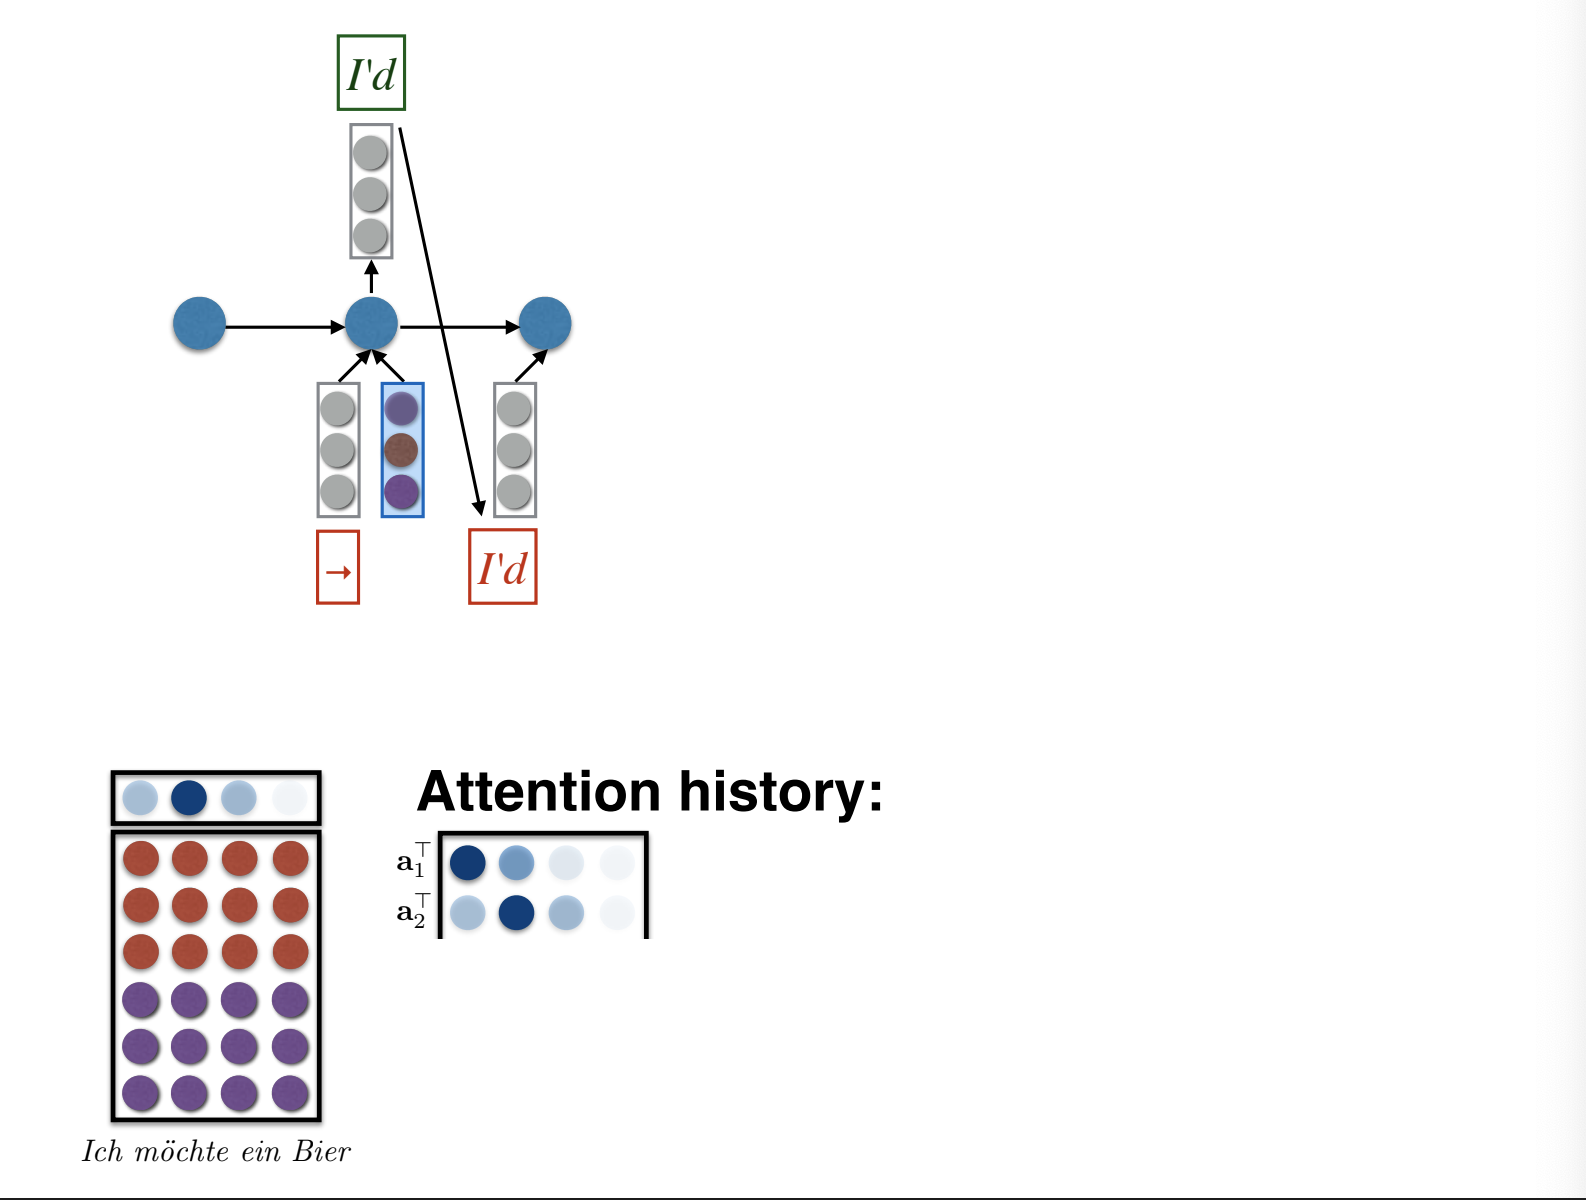 I'd
→
I'd
Attention history:
a₁⊤
a₂⊤
Ich möchte ein Bier